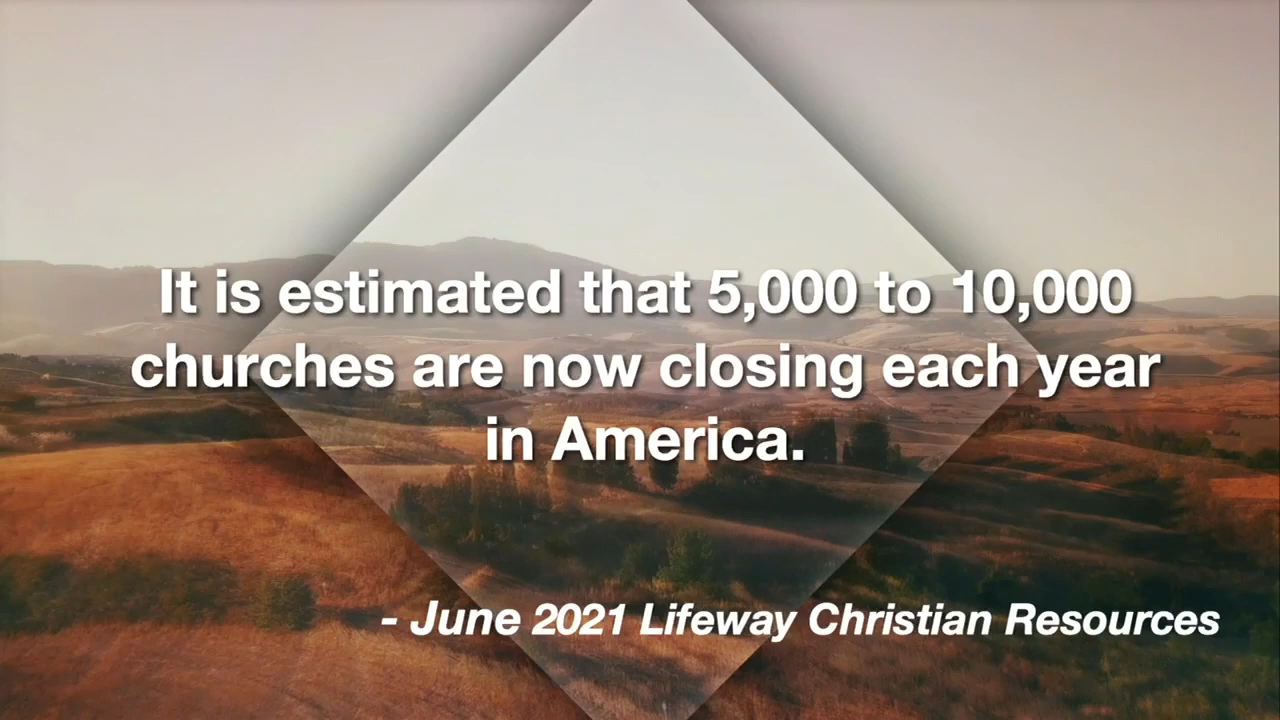 It is estimated that 5,000 to 10,000
churches are now closing each year
in America.
- June 2021 Lifeway Christian Resources